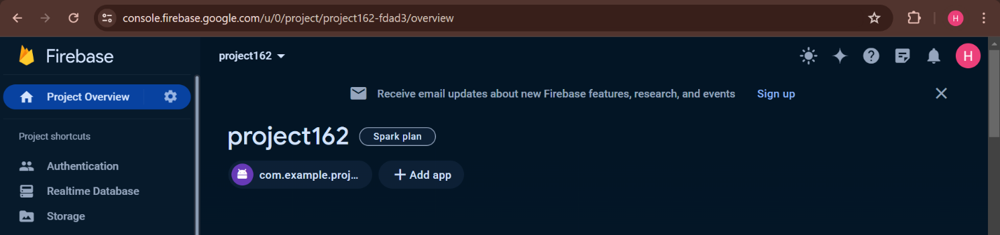 console.firebase.google.com/u/0/project/project162-fdad3/overview
H
Firebase
project162
H
Receive email updates about new Firebase features, research, and events Sign up
Project Overview
project162 Spark plan
Project shortcuts
com.example.proj... + Add app
Authentication
Realtime Database
Storage